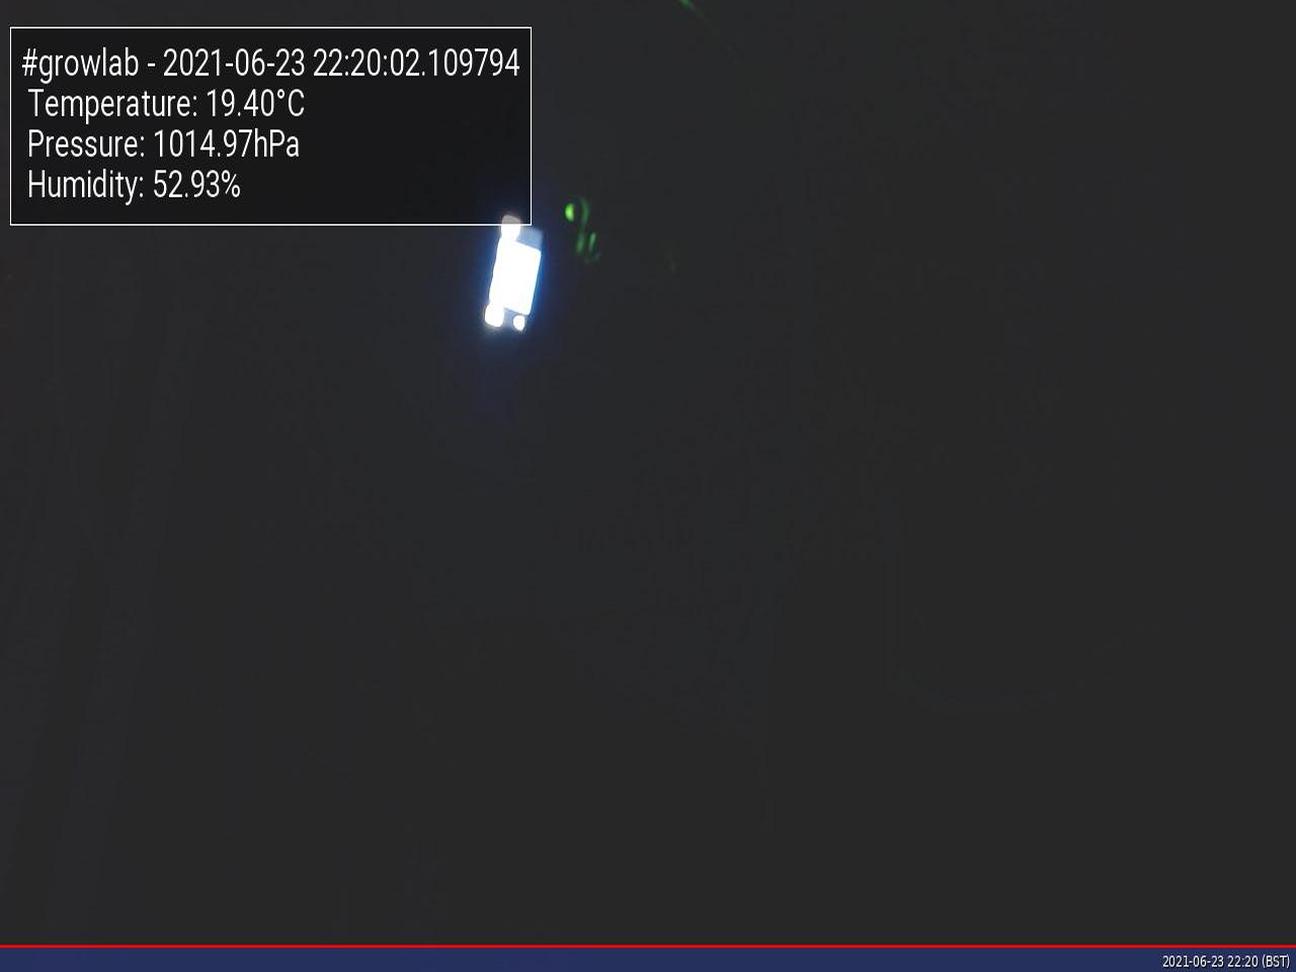 #growlab - 2021-06-23 22:20:02.109794
Temperature: 19.40°C
Pressure: 1014.97hPa
Humidity: 52.93%
2021-06-23 22:20 (BST)